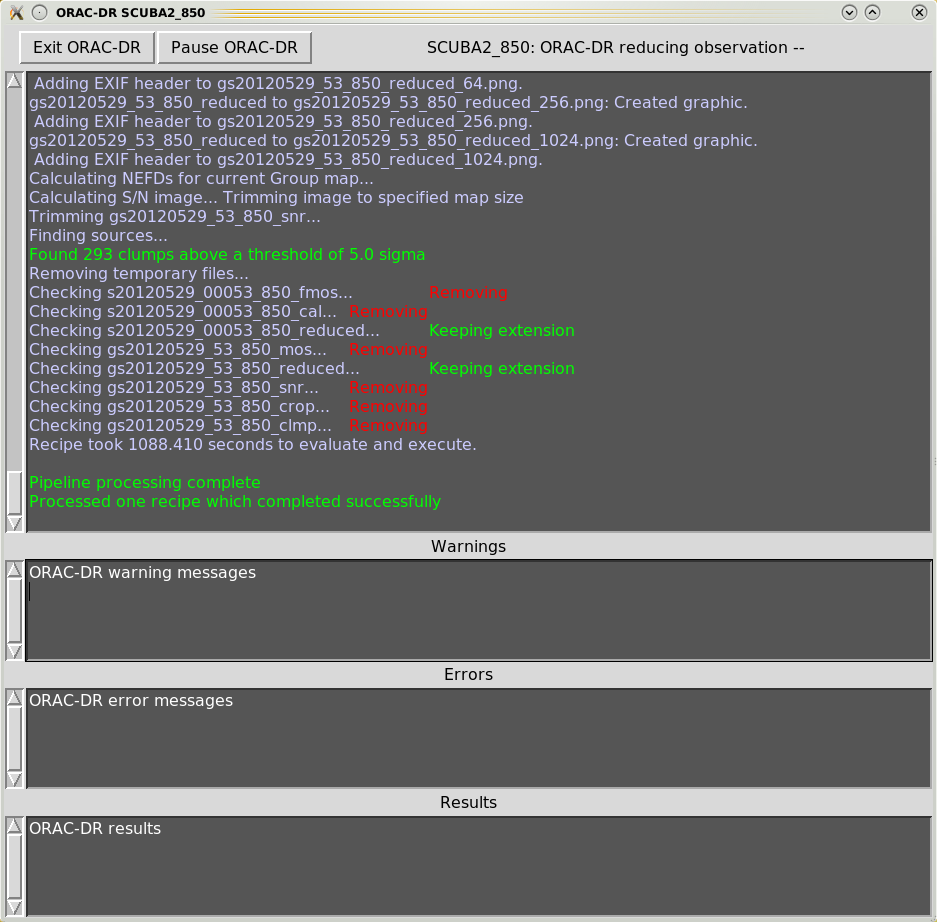 ORAC-DR SCUBA2_850
Exit ORAC-DR
Pause ORAC-DR
SCUBA2_850: ORAC-DR reducing observation --
Adding EXIF header to gs20120529_53_850_reduced_64.png.
gs20120529_53_850_reduced to gs20120529_53_850_reduced_256.png: Created graphic.
Adding EXIF header to gs20120529_53_850_reduced_256.png.
gs20120529_53_850_reduced to gs20120529_53_850_reduced_1024.png: Created graphic.
Adding EXIF header to gs20120529_53_850_reduced_1024.png.
Calculating NEFDs for current Group map...
Calculating S/N image... Trimming image to specified map size
Trimming gs20120529_53_850_snr...
Finding sources...
Found 293 clumps above a threshold of 5.0 sigma
Removing temporary files...
Checking s20120529_00053_850_fmos... Removing
Checking s20120529_00053_850_cal... Removing
Checking s20120529_00053_850_reduced... Keeping extension
Checking gs20120529_53_850_mos... Removing
Checking gs20120529_53_850_reduced... Keeping extension
Checking gs20120529_53_850_snr... Removing
Checking gs20120529_53_850_crop... Removing
Checking gs20120529_53_850_clmp... Removing
Recipe took 1088.410 seconds to evaluate and execute.
Pipeline processing complete
Processed one recipe which completed successfully
Warnings
ORAC-DR warning messages
Errors
ORAC-DR error messages
Results
ORAC-DR results